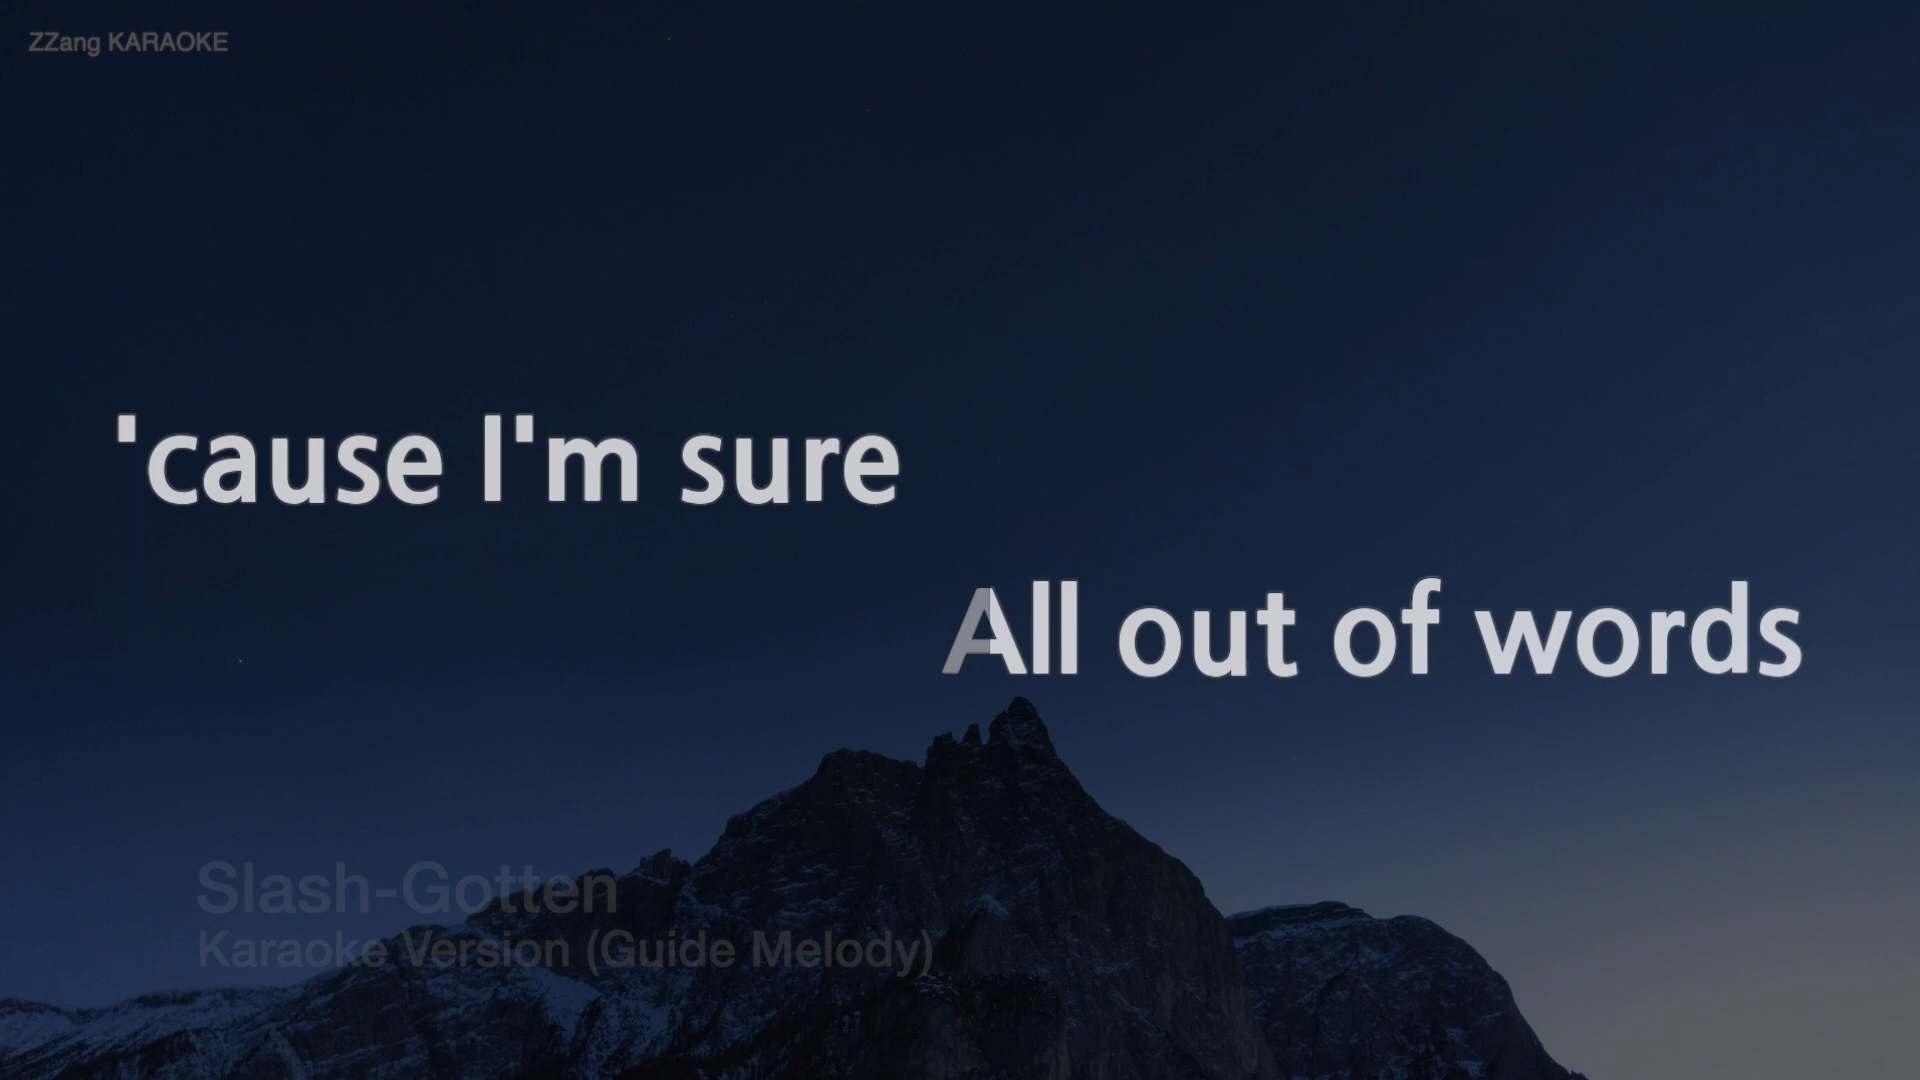 ZZang KARAOKE
'cause I'm sure
All out of words
Slash-Gotten
Karaoke Version (Guide Melody)